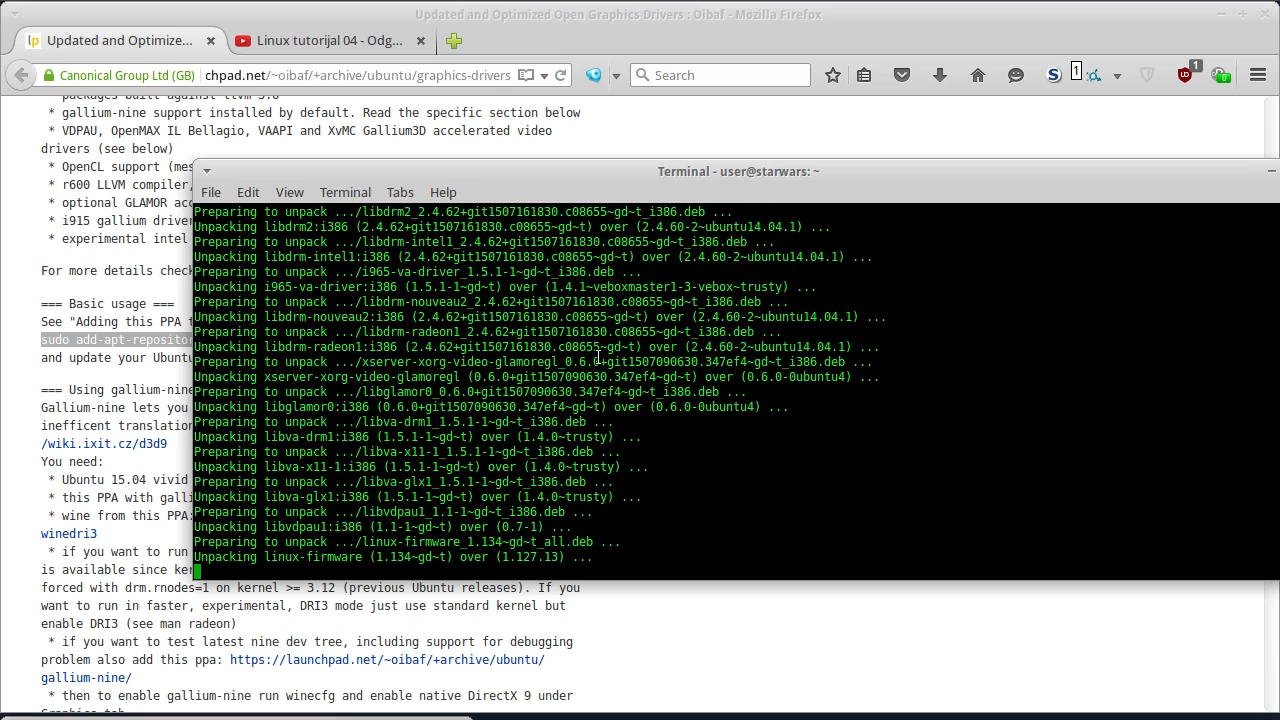 Updated and Optimized Open Graphics Drivers : Oibaf - Mozilla Firefox
lp Updated and Optimize... Linux tutorijal 04 - Odg...
Canonical Group Ltd (GB) chpad.net/~oibaf/+archive/ubuntu/graphics-drivers Search S 1 UD 1
* gallium-nine support installed by default. Read the specific section below
* VDPAU, OpenMAX IL Bellagio, VAAPI and XvMC Gallium3D accelerated video
drivers (see below)
* OpenCL support (mes
* r600 LLVM compiler,
* optional GLAMOR acc
* i915 gallium driver
* experimental intel
For more details check
=== Basic usage ===
See "Adding this PPA t
sudo add-apt-repositor
and update your Ubuntu
=== Using gallium-nine
Gallium-nine lets you
inefficent translation
/wiki.ixit.cz/d3d9
You need:
* Ubuntu 15.04 vivid
* this PPA with galli
* wine from this PPA:
winedri3
* if you want to run
is available since ker
forced with drm.rnodes=1 on kernel >= 3.12 (previous Ubuntu releases). If you
want to run in faster, experimental, DRI3 mode just use standard kernel but
enable DRI3 (see man radeon)
* if you want to test latest nine dev tree, including support for debugging
problem also add this ppa: https://launchpad.net/~oibaf/+archive/ubuntu/
gallium-nine/
* then to enable gallium-nine run winecfg and enable native DirectX 9 under
Terminal - user@starwars: ~
File Edit View Terminal Tabs Help
Preparing to unpack .../libdrm2_2.4.62+git1507161830.c08655~gd~t_i386.deb ...
Unpacking libdrm2:i386 (2.4.62+git1507161830.c08655~gd~t) over (2.4.60-2~ubuntu14.04.1) ...
Preparing to unpack .../libdrm-intel1_2.4.62+git1507161830.c08655~gd~t_i386.deb ...
Unpacking libdrm-intel1:i386 (2.4.62+git1507161830.c08655~gd~t) over (2.4.60-2~ubuntu14.04.1) ...
Preparing to unpack .../i965-va-driver_1.5.1-1~gd~t_i386.deb ...
Unpacking i965-va-driver:i386 (1.5.1-1~gd~t) over (1.4.1~veboxmaster1-3-vebox~trusty) ...
Preparing to unpack .../libdrm-nouveau2_2.4.62+git1507161830.c08655~gd~t_i386.deb ...
Unpacking libdrm-nouveau2:i386 (2.4.62+git1507161830.c08655~gd~t) over (2.4.60-2~ubuntu14.04.1) ...
Preparing to unpack .../libdrm-radeon1_2.4.62+git1507161830.c08655~gd~t_i386.deb ...
Unpacking libdrm-radeon1:i386 (2.4.62+git1507161830.c08655~gd~t) over (2.4.60-2~ubuntu14.04.1) ...
Preparing to unpack .../xserver-xorg-video-glamoregl_0.6.0+git1507090630.347ef4~gd~t_i386.deb ...
Unpacking xserver-xorg-video-glamoregl (0.6.0+git1507090630.347ef4~gd~t) over (0.6.0-0ubuntu4) ...
Preparing to unpack .../libglamor0_0.6.0+git1507090630.347ef4~gd~t_i386.deb ...
Unpacking libglamor0:i386 (0.6.0+git1507090630.347ef4~gd~t) over (0.6.0-0ubuntu4) ...
Preparing to unpack .../libva-drm1_1.5.1-1~gd~t_i386.deb ...
Unpacking libva-drm1:i386 (1.5.1-1~gd~t) over (1.4.0~trusty) ...
Preparing to unpack .../libva-x11-1_1.5.1-1~gd~t_i386.deb ...
Unpacking libva-x11-1:i386 (1.5.1-1~gd~t) over (1.4.0~trusty) ...
Preparing to unpack .../libva-glx1_1.5.1-1~gd~t_i386.deb ...
Unpacking libva-glx1:i386 (1.5.1-1~gd~t) over (1.4.0~trusty) ...
Preparing to unpack .../libvdpau1_1.1-1~gd~t_i386.deb ...
Unpacking libvdpau1:i386 (1.1-1~gd~t) over (0.7-1) ...
Preparing to unpack .../linux-firmware_1.134~gd~t_all.deb ...
Unpacking linux-firmware (1.134~gd~t) over (1.127.13) ...